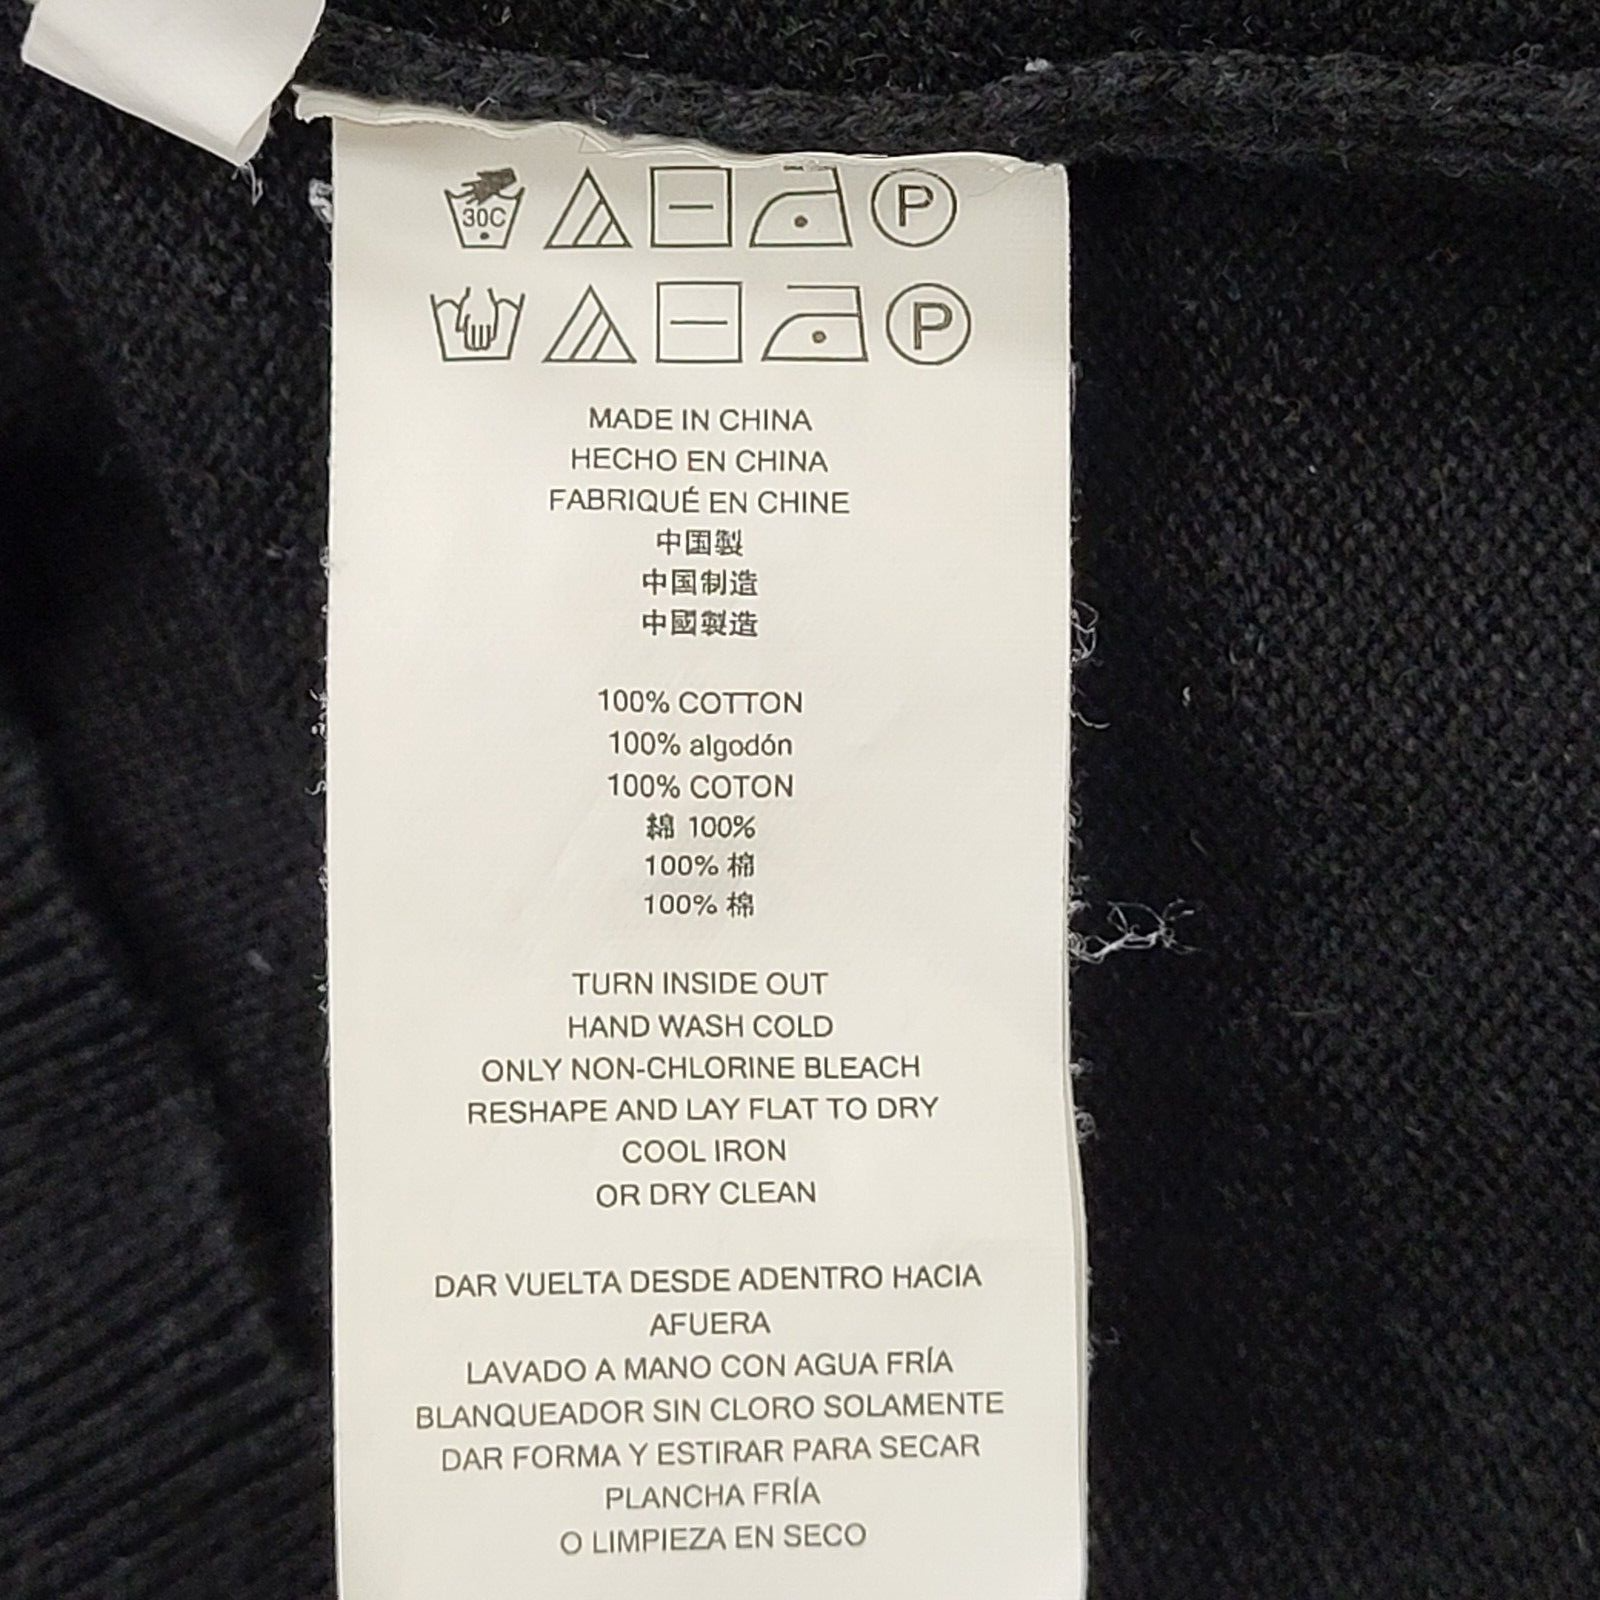 30C
P
P
MADE IN CHINA
HECHO EN CHINA
FABRIQUÉ EN CHINE
中国製
中国制造
中國製造
100% COTTON
100% algodón
100% COTON
綿 100%
100% 棉
100% 棉
TURN INSIDE OUT
HAND WASH COLD
ONLY NON-CHLORINE BLEACH
RESHAPE AND LAY FLAT TO DRY
COOL IRON
OR DRY CLEAN
DAR VUELTA DESDE ADENTRO HACIA
AFUERA
LAVADO A MANO CON AGUA FRÍA
BLANQUEADOR SIN CLORO SOLAMENTE
DAR FORMA Y ESTIRAR PARA SECAR
PLANCHA FRÍA
O LIMPIEZA EN SECO